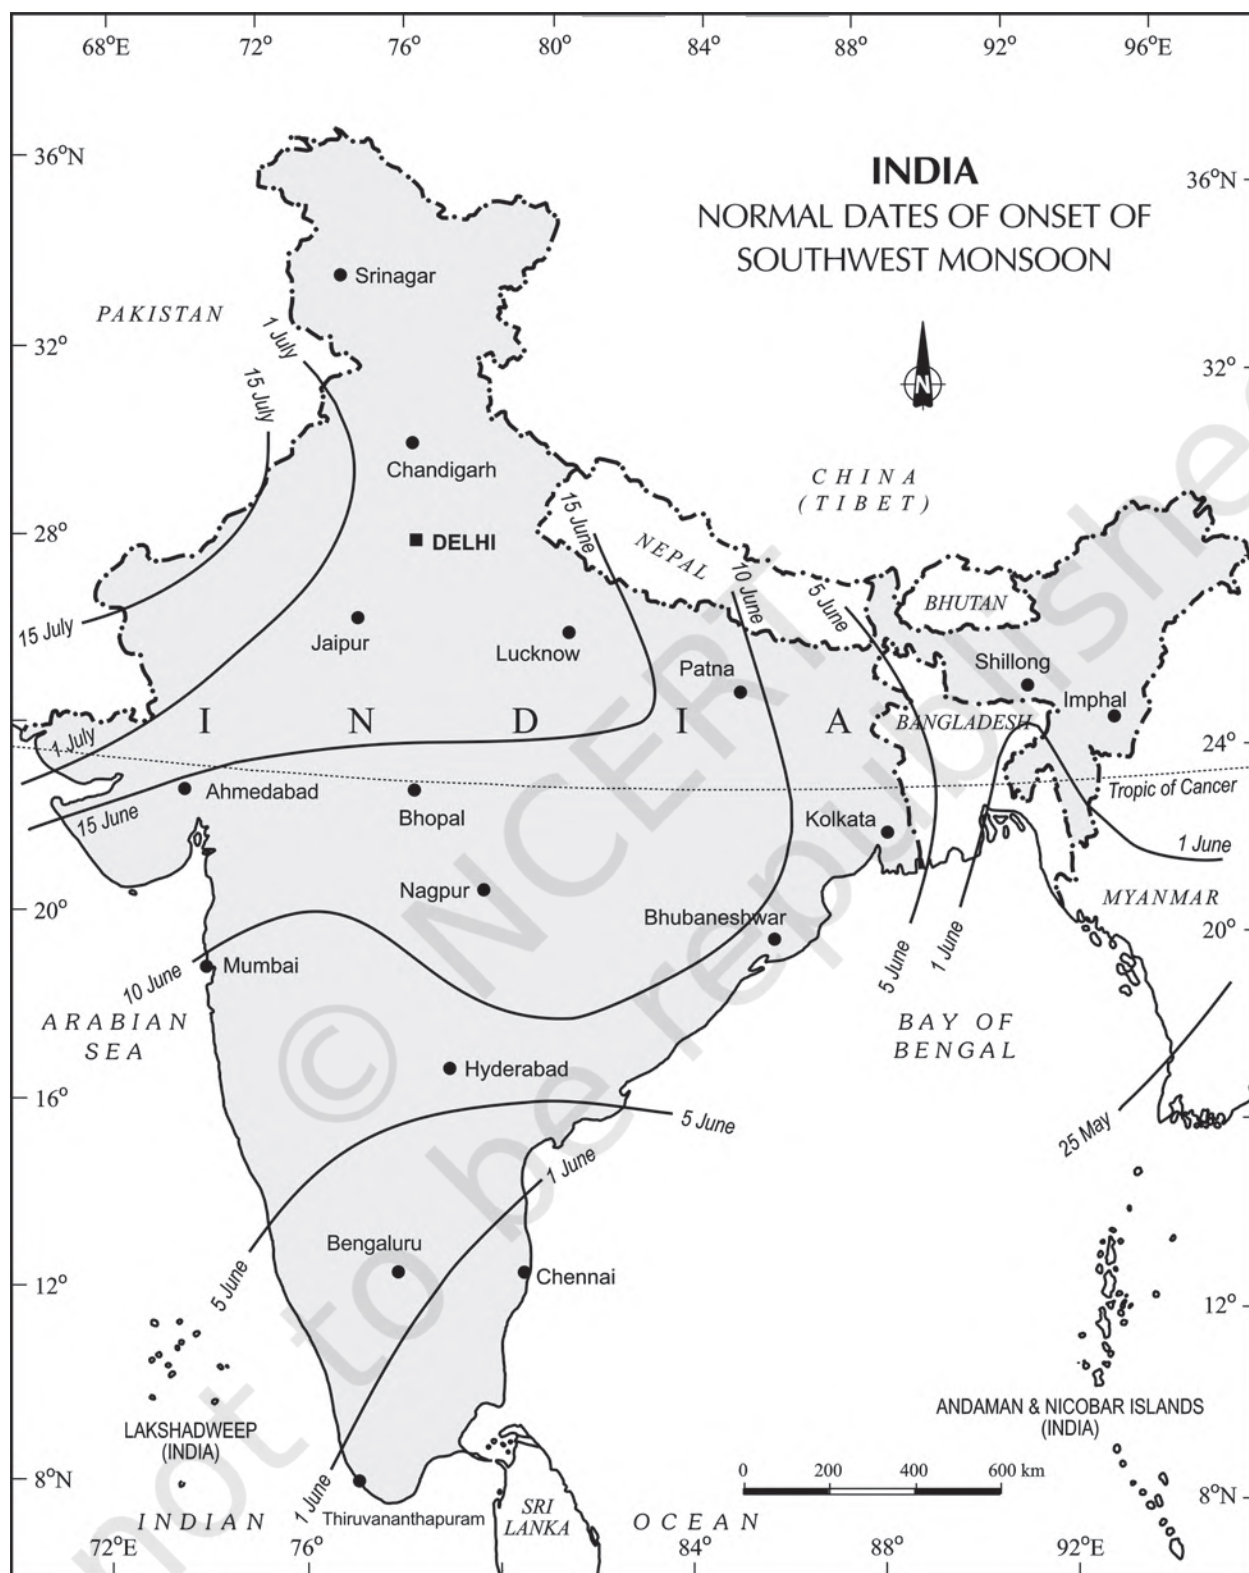 68°E 72° 76° 80° 84° 88° 92° 96°E
36°N
36°N
INDIA
NORMAL DATES OF ONSET OF
SOUTHWEST MONSOON
Srinagar
PAKISTAN
1 July
32°
32°
15 July
N
Chandigarh
CHINA
(TIBET)
15 June
28°
DELHI
NEPAL
10 June
5 June
BHUTAN
15 July
Jaipur
Lucknow
Patna
Shillong
Imphal
I N D I A
BANGLADESH
1 July
24°
Ahmedabad
Bhopal
Tropic of Cancer
15 June
Kolkata
1 June
Nagpur
MYANMAR
20°
20°
Bhubaneshwar
10 June
Mumbai
5 June
1 June
ARABIAN
SEA
BAY OF
BENGAL
Hyderabad
16°
5 June
25 May
1 June
Bengaluru
Chennai
5 June
12°
12°
LAKSHADWEEP
(INDIA)
ANDAMAN & NICOBAR ISLANDS
(INDIA)
8°N
8°N
1 June
0 200 400 600 km
Thiruvananthapuram
SRI
LANKA
INDIAN OCEAN
72°E 76° 84° 88° 92°E
© NCERT
not to be republished